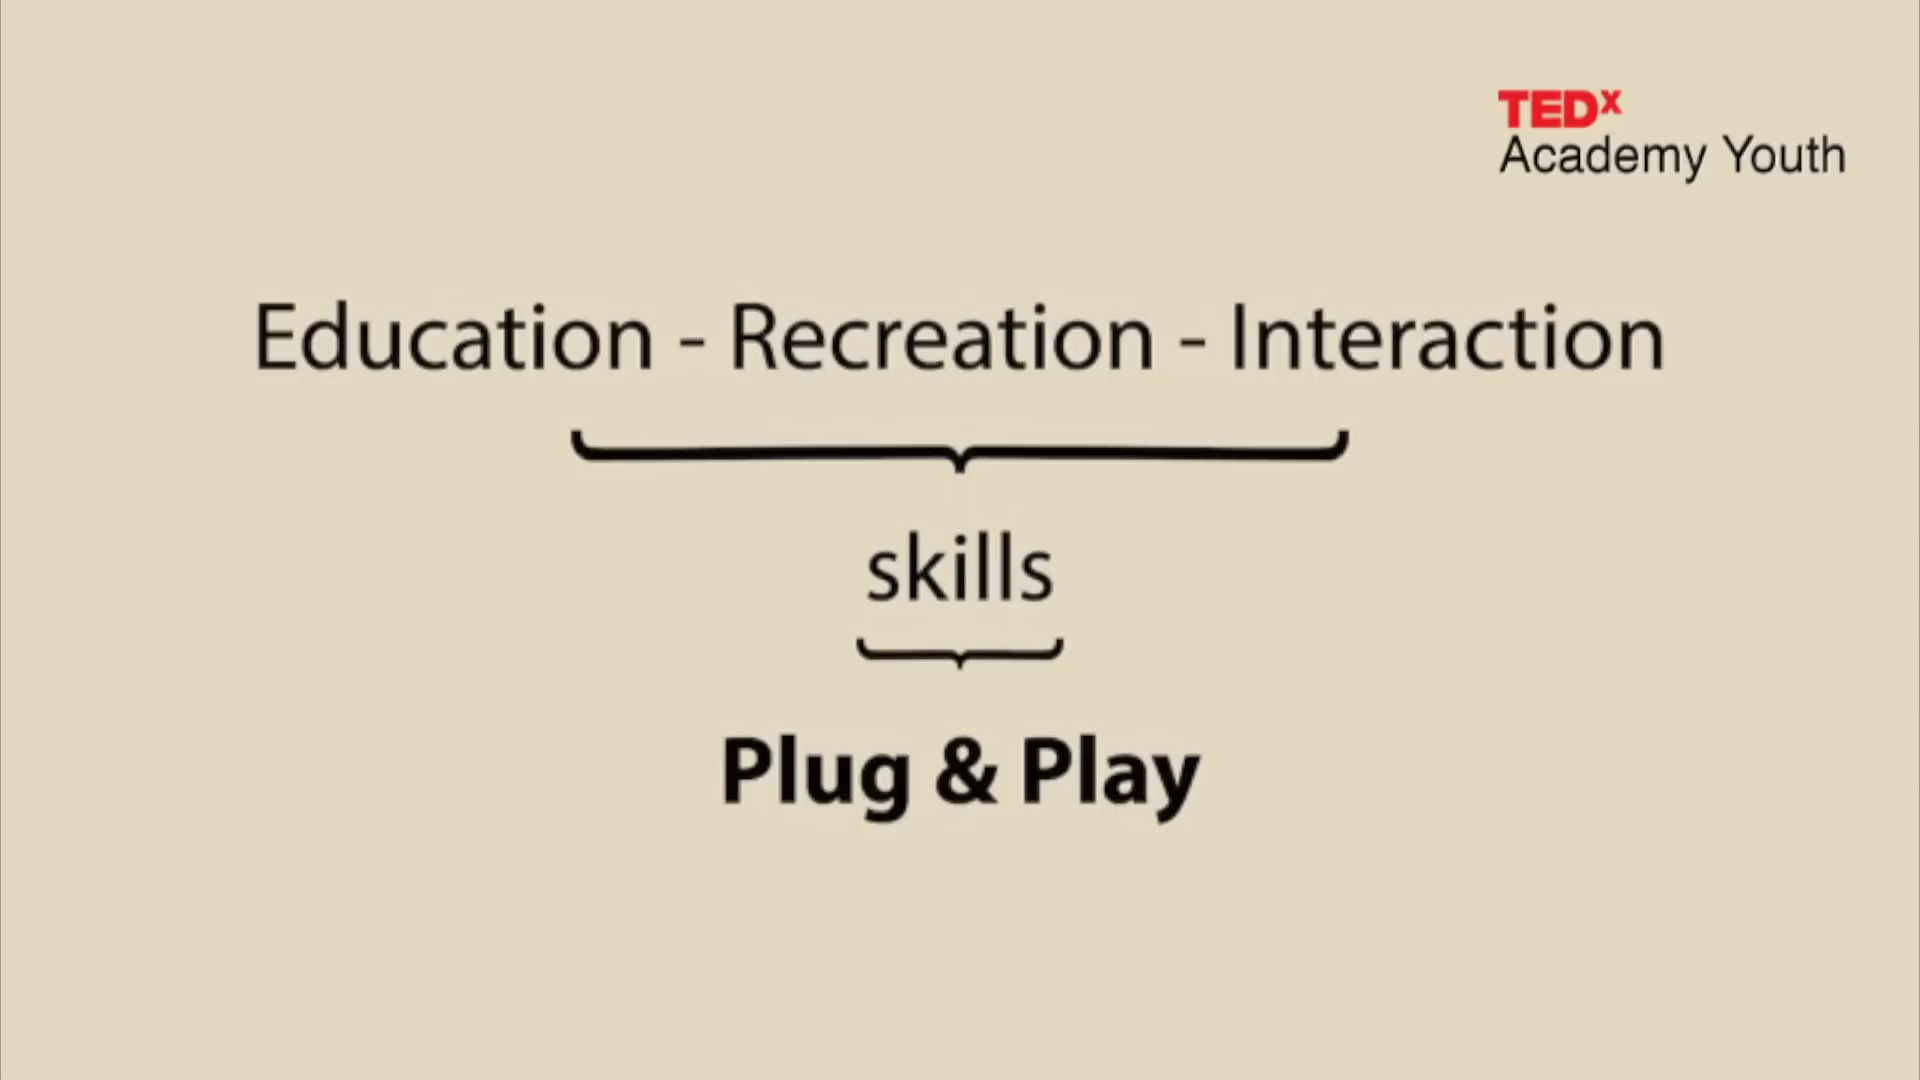 TEDx
Academy Youth
Education - Recreation - Interaction
skills
Plug & Play